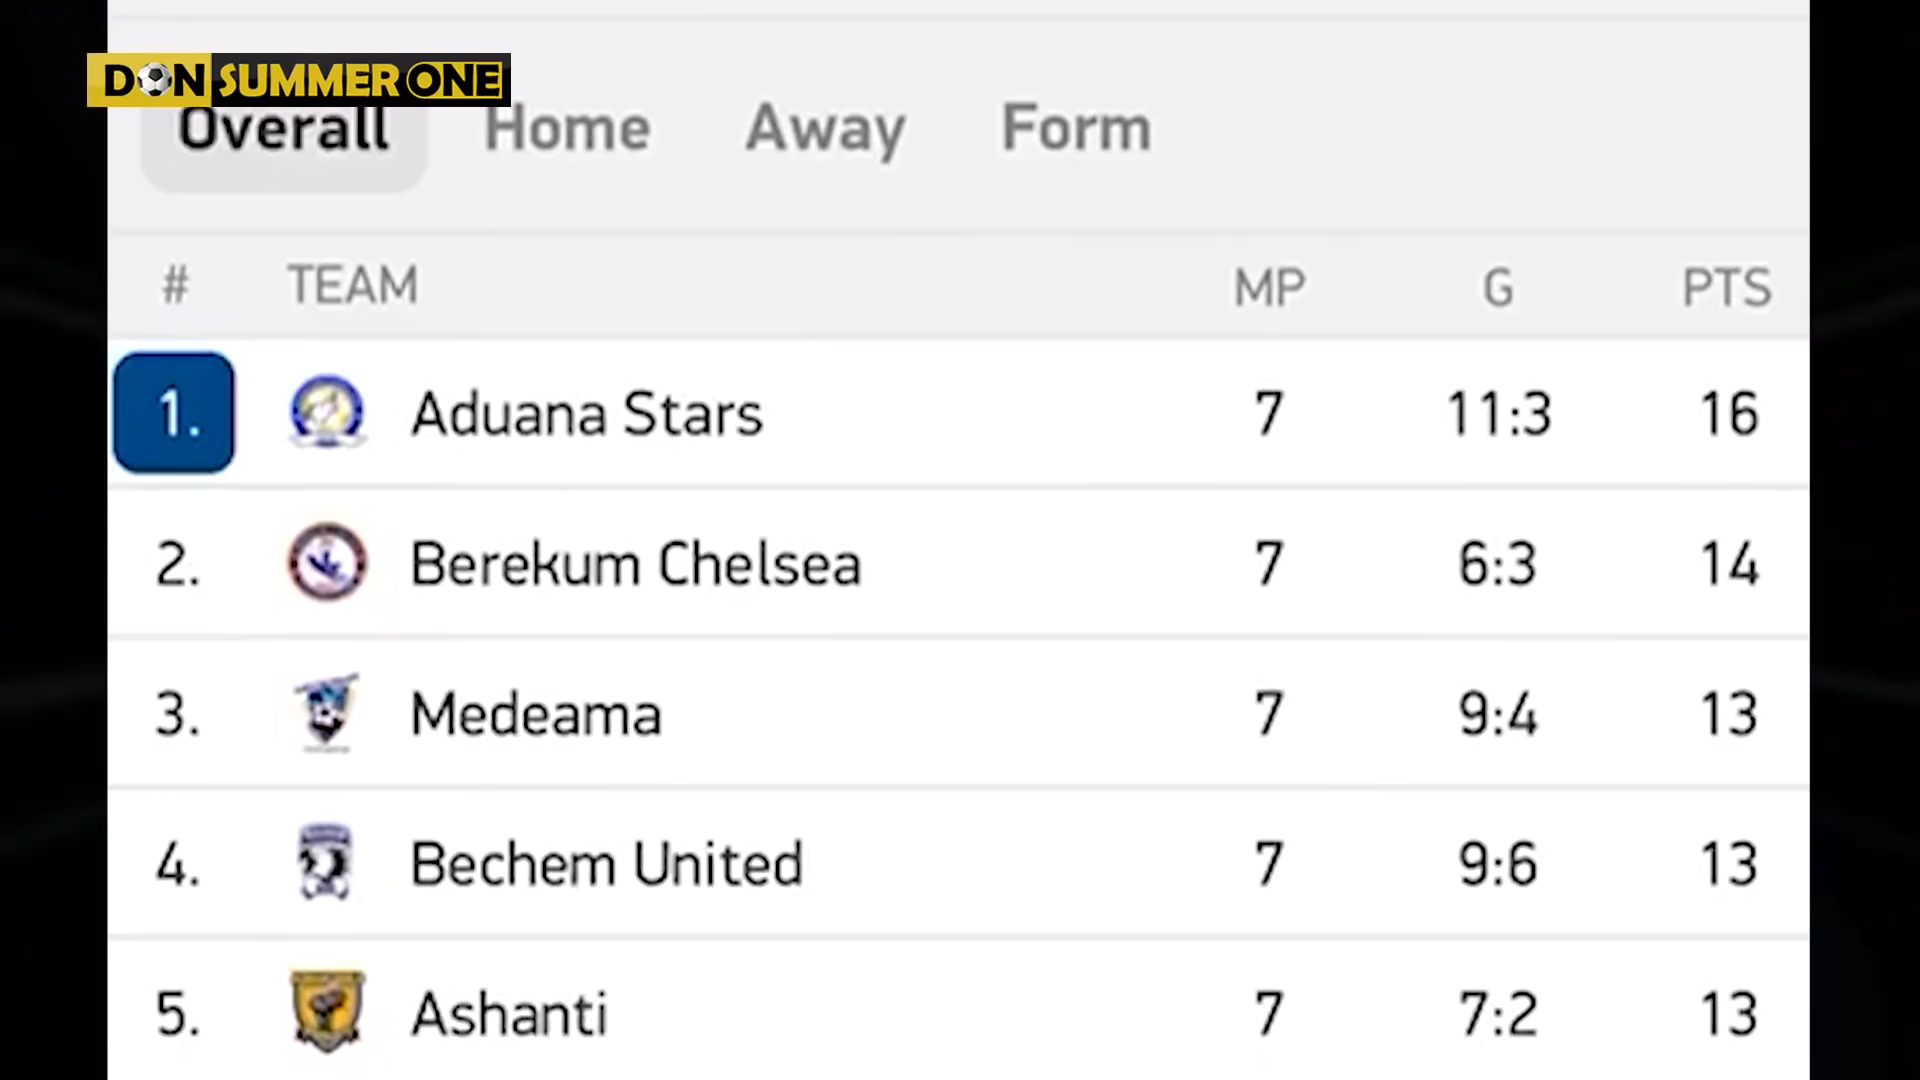 DON SUMMER ONE
Overall Home Away Form
# TEAM MP G PTS
1. Aduana Stars 7 11:3 16
2. Berekum Chelsea 7 6:3 14
3. Medeama 7 9:4 13
4. Bechem United 7 9:6 13
5. Ashanti 7 7:2 13